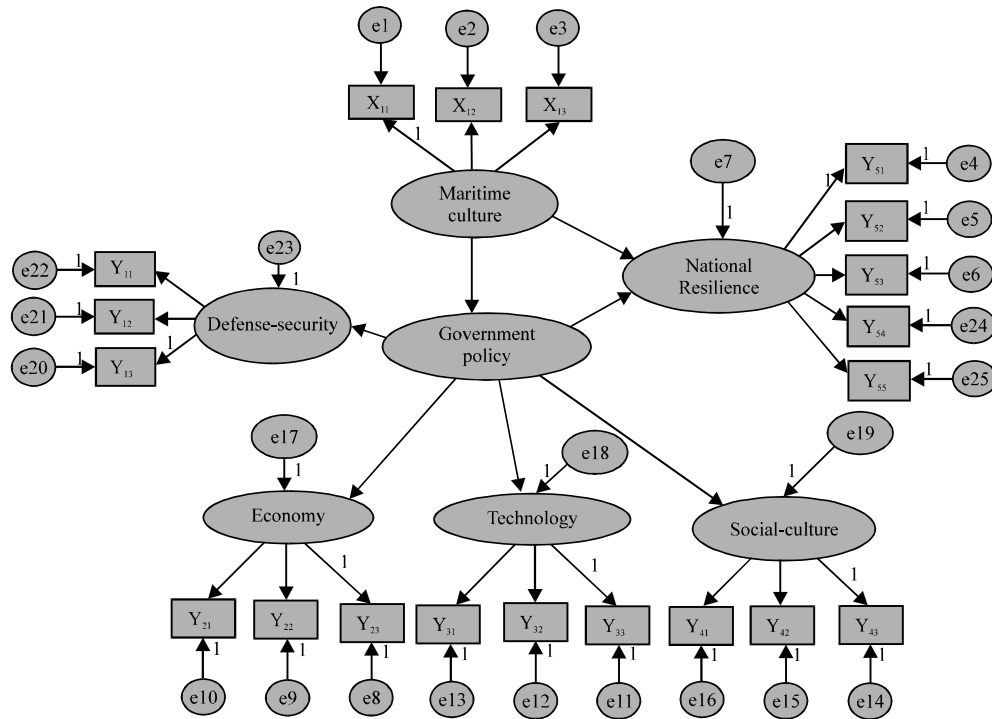 e1 e2 e3
X₁₁ X₁₂ X₁₃
1
e7
1
Y₅₁ 1 e4
1
Maritime
culture
Y₅₂ 1 e5
e23
1
e22 1 Y₁₁
National
Resilience
Y₅₃ 1 e6
e21 1 Y₁₂
Defense-security
Government
policy
Y₅₄ 1 e24
1
e20 1 Y₁₃
Y₅₅ 1 e25
e17
1
e18
1
e19
1
Economy
Technology
Social-culture
1 1 1
Y₂₁ Y₂₂ Y₂₃ Y₃₁ Y₃₂ Y₃₃ Y₄₁ Y₄₂ Y₄₃
1 1 1 1 1 1 1 1 1
e10 e9 e8 e13 e12 e11 e16 e15 e14